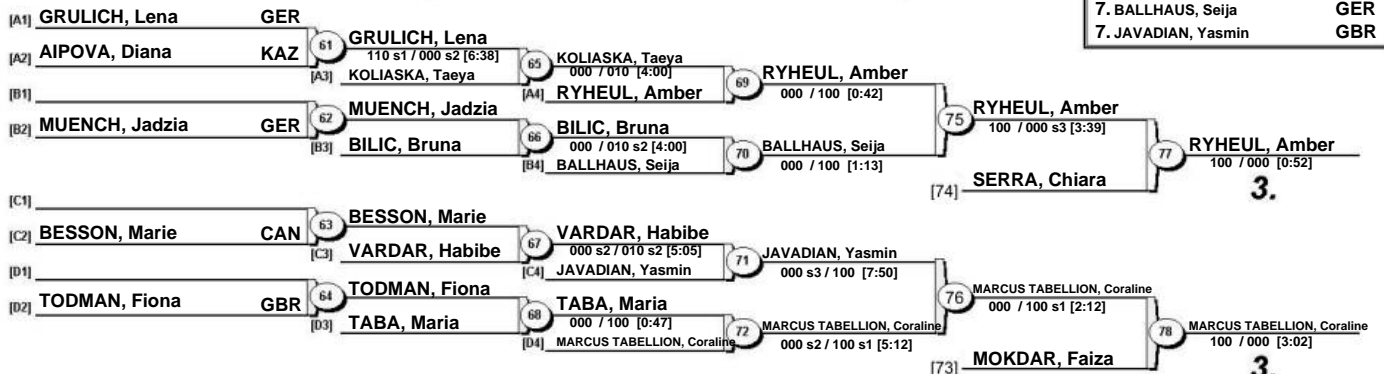 7. BALLHAUS, Seija GER
7. JAVADIAN, Yasmin GBR
[A1] GRULICH, Lena GER
[A2] AIPOVA, Diana KAZ
61 GRULICH, Lena
110 s1 / 000 s2 [6:38]
[A3] KOLIASKA, Taeya
65 KOLIASKA, Taeya
000 / 010 [4:00]
[A4] RYHEUL, Amber
69 RYHEUL, Amber
000 / 100 [0:42]
[B1]
[B2] MUENCH, Jadzia GER
62 MUENCH, Jadzia
[B3] BILIC, Bruna
66 BILIC, Bruna
000 / 010 s2 [4:00]
[B4] BALLHAUS, Seija
70 BALLHAUS, Seija
000 / 100 [1:13]
75 RYHEUL, Amber
100 / 000 s3 [3:39]
[74] SERRA, Chiara
77 RYHEUL, Amber
100 / 000 [0:52]
3.
[C1]
[C2] BESSON, Marie CAN
63 BESSON, Marie
[C3] VARDAR, Habibe
67 VARDAR, Habibe
000 s2 / 010 s2 [5:05]
[C4] JAVADIAN, Yasmin
71 JAVADIAN, Yasmin
000 s3 / 100 [7:50]
[D1]
[D2] TODMAN, Fiona GBR
64 TODMAN, Fiona
[D3] TABA, Maria
68 TABA, Maria
000 / 100 [0:47]
[D4] MARCUS TABELLION, Coraline
72 MARCUS TABELLION, Coraline
000 s2 / 100 s1 [5:12]
76 MARCUS TABELLION, Coraline
000 / 100 s1 [2:12]
[73] MOKDAR, Faiza
78 MARCUS TABELLION, Coraline
100 / 000 [3:02]
3.